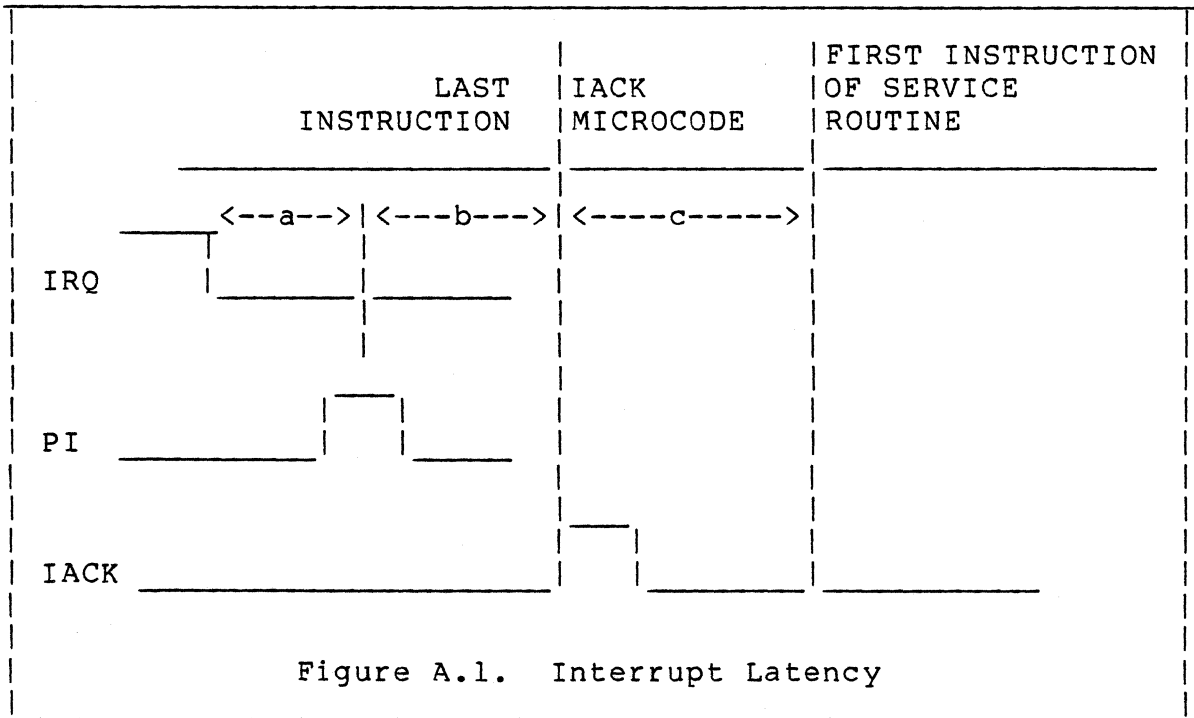 FIRST INSTRUCTION
LAST IACK OF SERVICE
INSTRUCTION MICROCODE ROUTINE
<--a--> <---b---> <----c----->
IRQ
PI
IACK
Figure A.1. Interrupt Latency